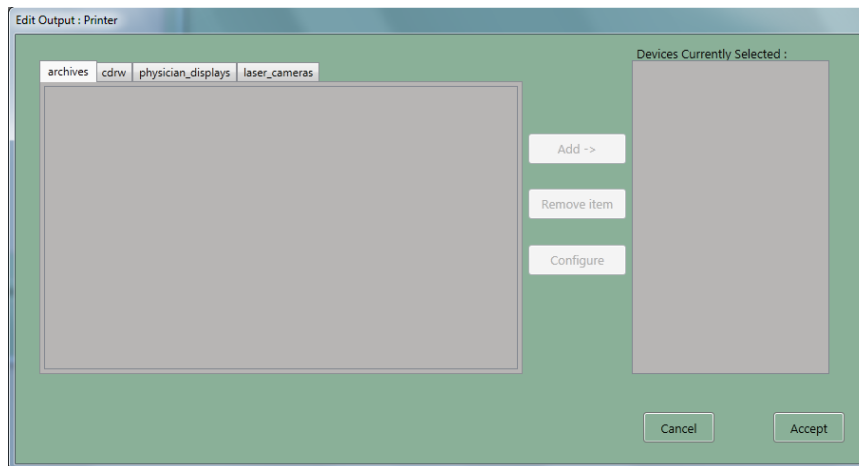 Edit Output : Printer
Devices Currently Selected :
archives cdrw physician_displays laser_cameras
Add ->
Remove item
Configure
Cancel Accept